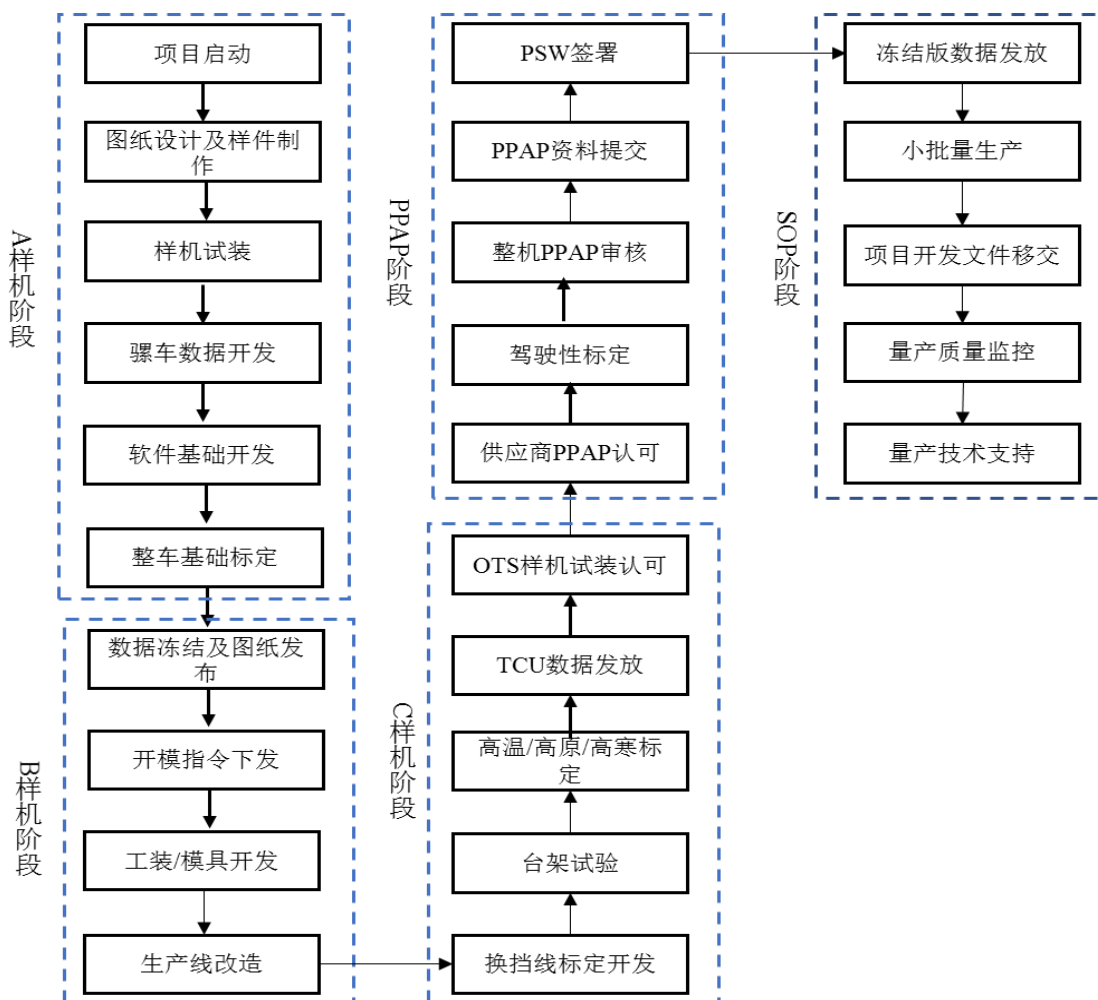 A样机阶段
项目启动
图纸设计及样件制
作
样机试装
骡车数据开发
软件基础开发
整车基础标定
B样机阶段
数据冻结及图纸发
布
开模指令下发
工装/模具开发
生产线改造
C样机阶段
换挡线标定开发
台架试验
高温/高原/高寒标
定
TCU数据发放
OTS样机试装认可
PPAP阶段
供应商PPAP认可
驾驶性标定
整机PPAP审核
PPAP资料提交
PSW签署
SOP阶段
冻结版数据发放
小批量生产
项目开发文件移交
量产质量监控
量产技术支持